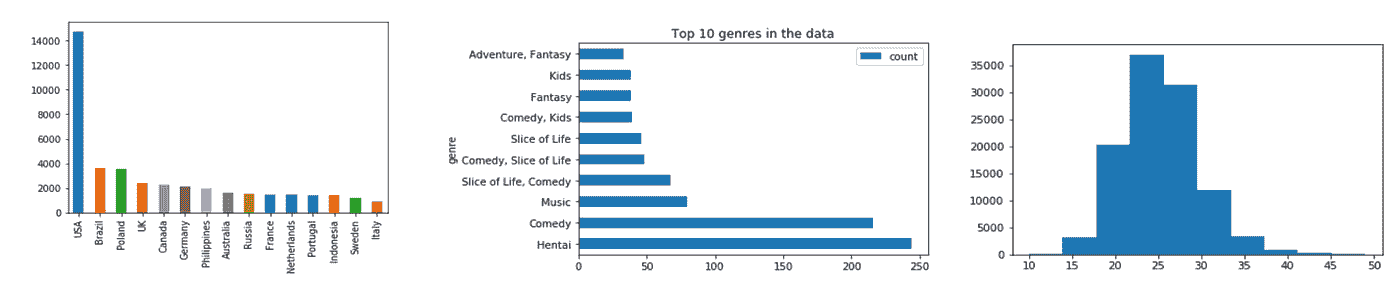 14000
12000
10000
8000
6000
4000
2000
0
USA
Brazil
Poland
UK
Canada
Germany
Philippines
Australia
Russia
France
Netherlands
Portugal
Indonesia
Sweden
Italy
Top 10 genres in the data
count
genre
Adventure, Fantasy
Kids
Fantasy
Comedy, Kids
Slice of Life
Comedy, Slice of Life
Slice of Life, Comedy
Music
Comedy
Hentai
0 50 100 150 200 250
35000
30000
25000
20000
15000
10000
5000
0
10 15 20 25 30 35 40 45 50